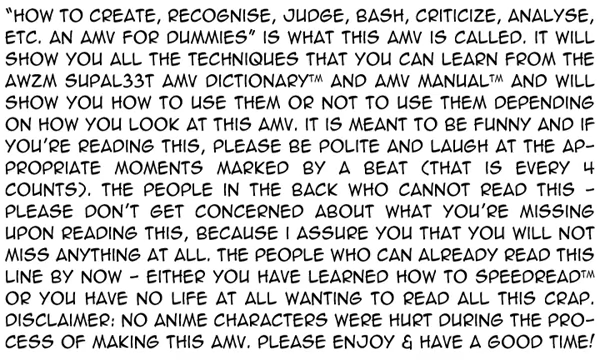 "HOW TO CREATE, RECOGNISE, JUDGE, BASH, CRITICIZE, ANALYSE,
ETC. AN AMV FOR DUMMIES" IS WHAT THIS AMV IS CALLED. IT WILL
SHOW YOU ALL THE TECHNIQUES THAT YOU CAN LEARN FROM THE
AWZM SUPAL33T AMV DICTIONARY™ AND AMV MANUAL™ AND WILL
SHOW YOU HOW TO USE THEM OR NOT TO USE THEM DEPENDING
ON HOW YOU LOOK AT THIS AMV. IT IS MEANT TO BE FUNNY AND IF
YOU'RE READING THIS, PLEASE BE POLITE AND LAUGH AT THE AP-
PROPRIATE MOMENTS MARKED BY A BEAT (THAT IS EVERY 4
COUNTS). THE PEOPLE IN THE BACK WHO CANNOT READ THIS -
PLEASE DON'T GET CONCERNED ABOUT WHAT YOU'RE MISSING
UPON READING THIS, BECAUSE I ASSURE YOU THAT YOU WILL NOT
MISS ANYTHING AT ALL. THE PEOPLE WHO CAN ALREADY READ THIS
LINE BY NOW - EITHER YOU HAVE LEARNED HOW TO SPEEDREAD™
OR YOU HAVE NO LIFE AT ALL WANTING TO READ ALL THIS CRAP.
DISCLAIMER: NO ANIME CHARACTERS WERE HURT DURING THE PRO-
CESS OF MAKING THIS AMV. PLEASE ENJOY & HAVE A GOOD TIME!